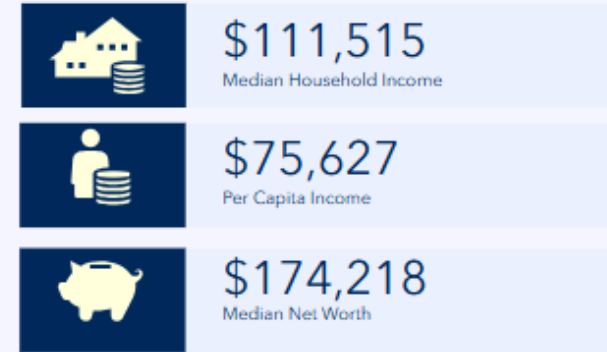 $111,515
Median Household Income
$75,627
Per Capita Income
$174,218
Median Net Worth